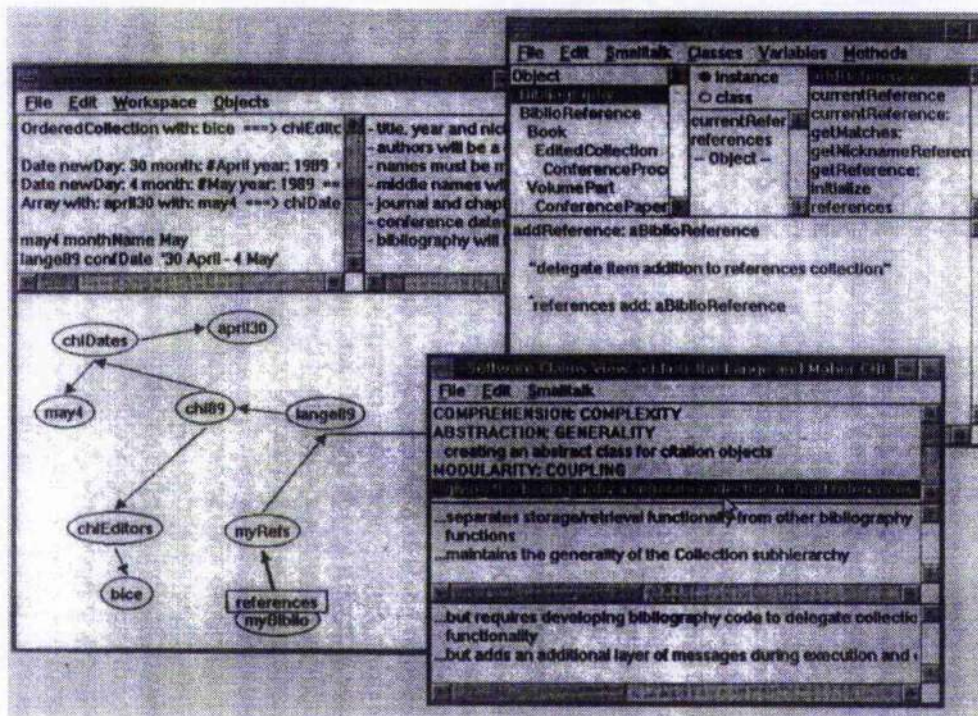 File Edit Workspace Objects
OrderedCollection with: bice ===> chiEditc
Date newDay: 30 month: #April year: 1989
Date newDay: 4 month: #May year: 1989 ==
Array with: april30 with: may4 ===> chiDate
may4 monthName May
lange89 confDate "30 April - 4 May'
- title, year and nic
- authors will be a
- names must be m
- middle names wi
- journal and chap
- conference date
- bibliography will
File Edit Smalltalk Classes Variables Methods
Object
BiblioReference
Book
EditedCollection
ConferenceProc
VolumePart
ConferencePaper
instance
class
currentRefer
references
-- Object --
currentReference
currentReference:
getMatches:
getNicknameReferen
getReference:
initialize
references
addReference: aBiblioReference
"delegate item addition to references collection"
^references add: aBiblioReference
chiDates
april30
may4
chi89
lange89
chiEditors
myRefs
bice
references
myBiblio
File Edit Smalltalk
COMPREHENSION: COMPLEXITY
ABSTRACTION: GENERALITY
creating an abstract class for citation objects
MODULARITY: COUPLING
...separates storage/retrieval functionality from other bibliography
functions
...maintains the generality of the Collection subhierarchy
...but requires developing bibliography code to delegate collectio
functionality
...but adds an additional layer of messages during execution and